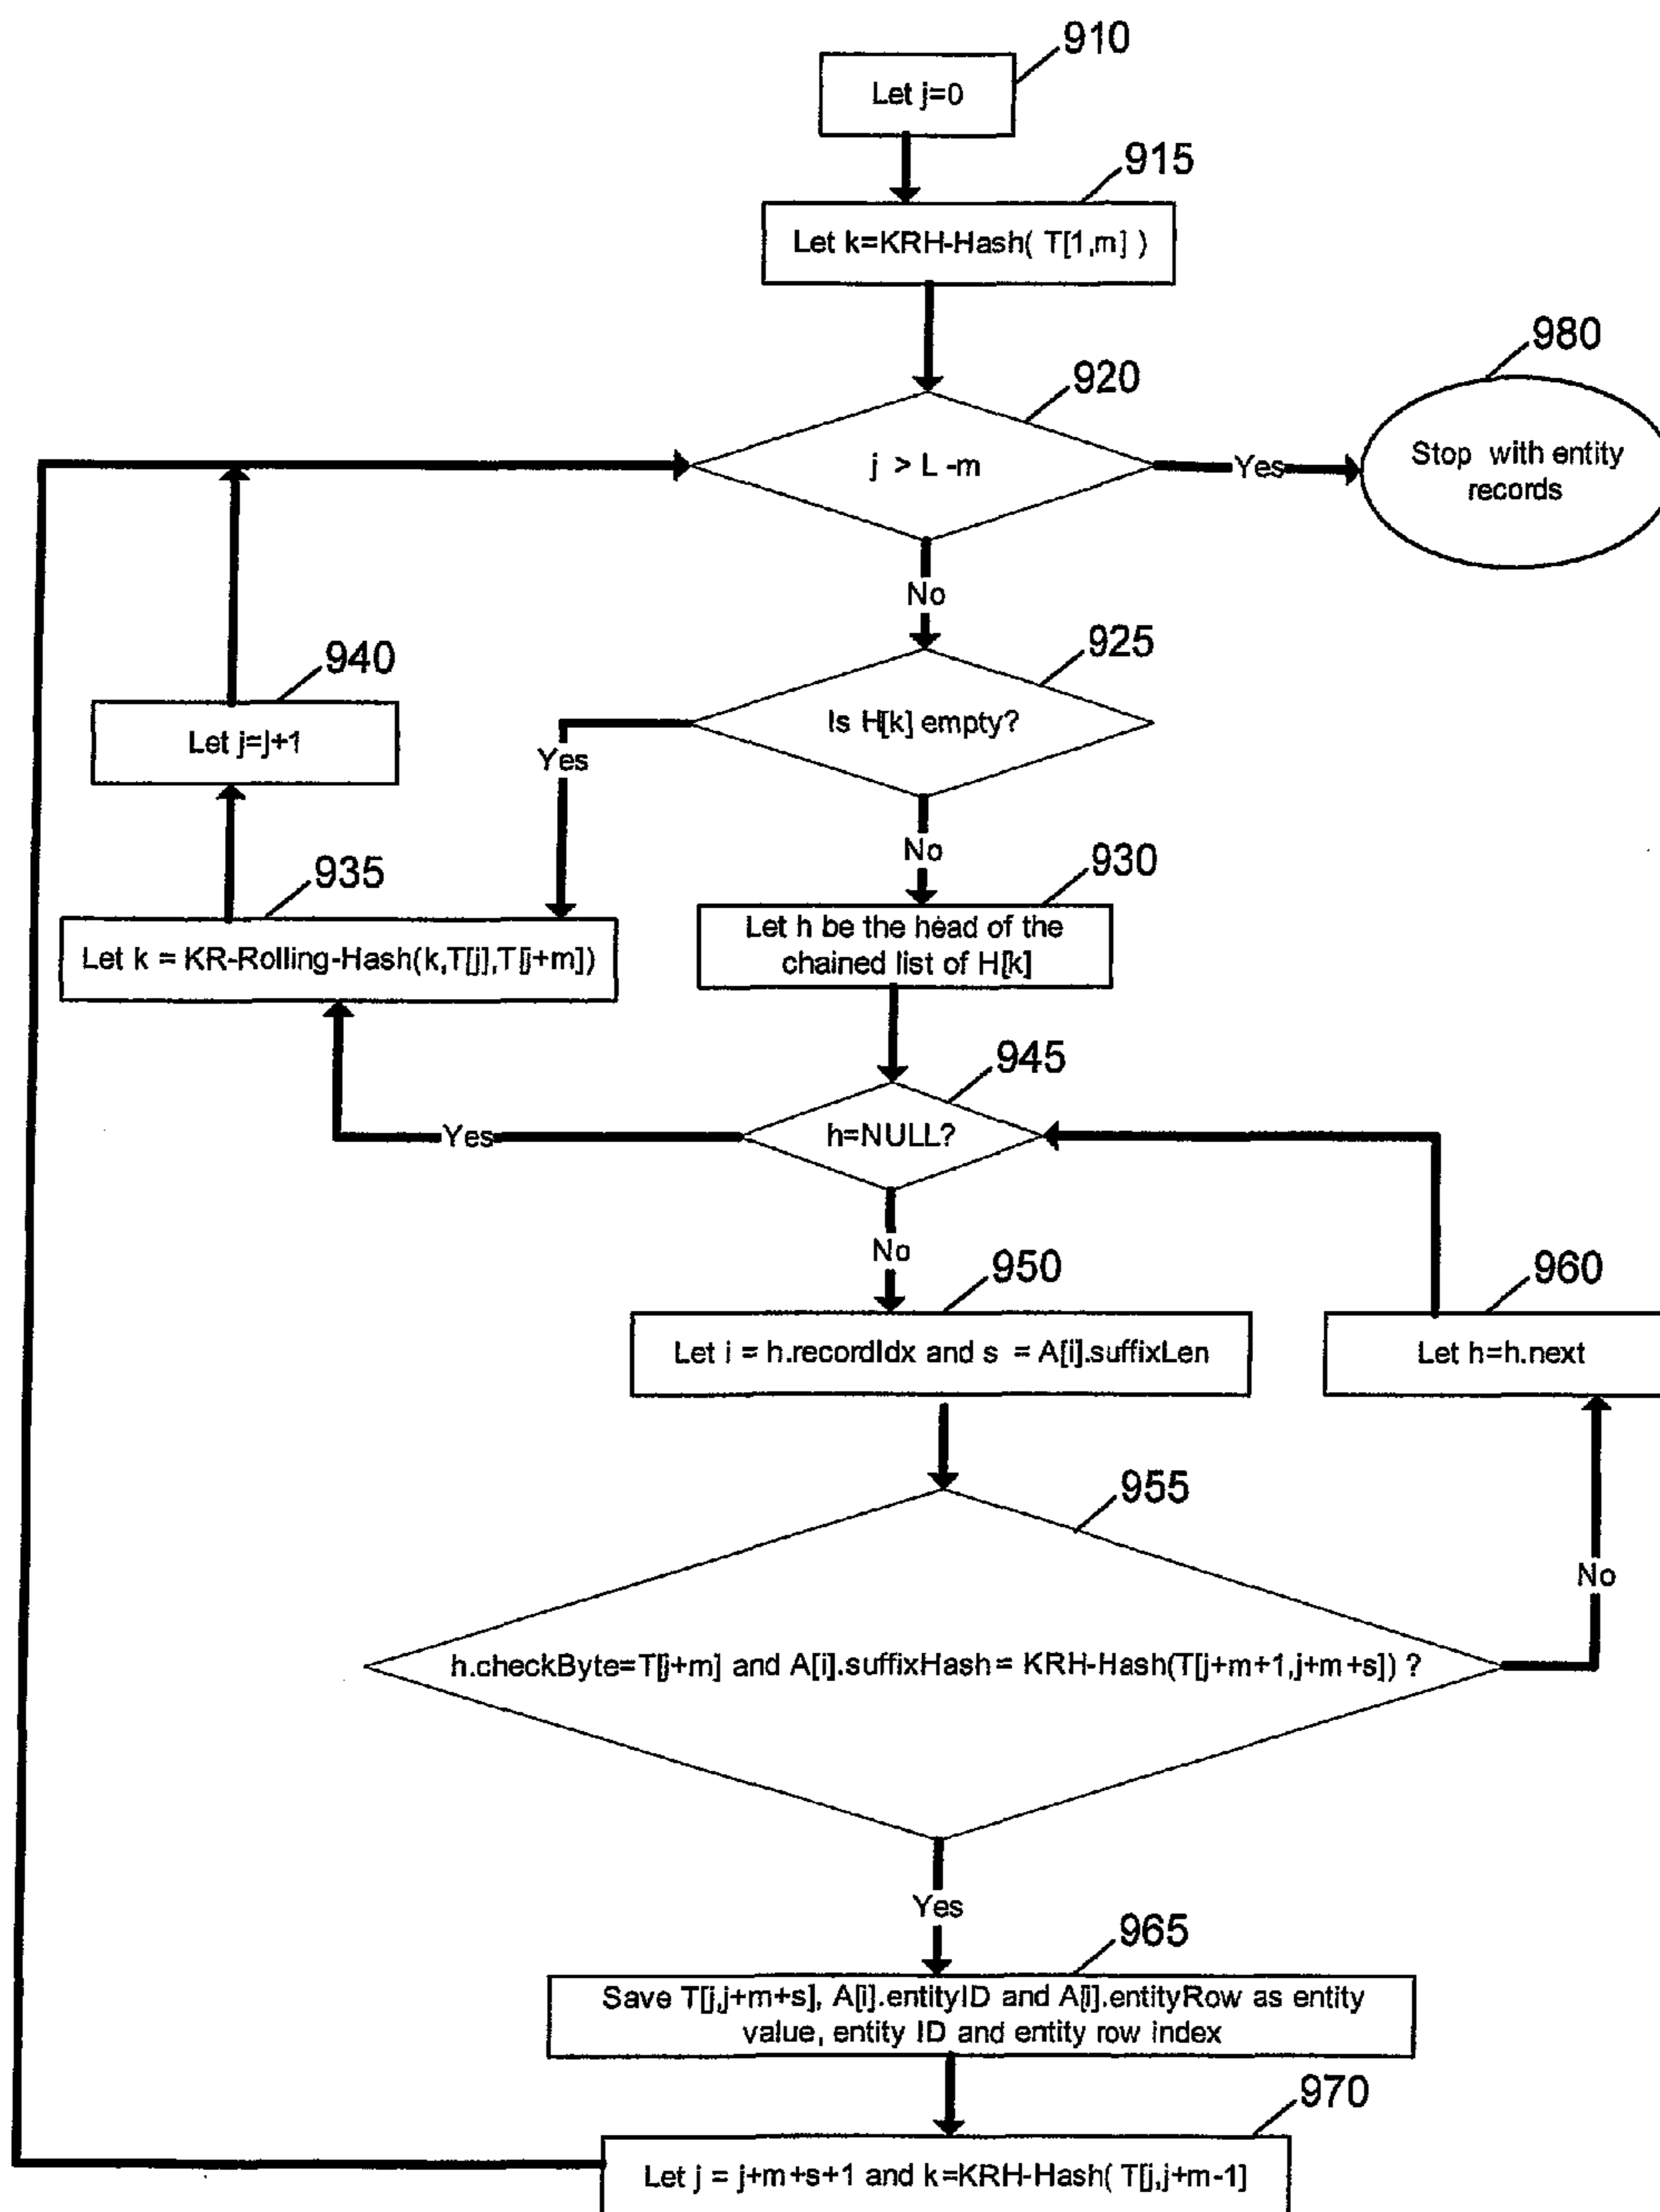 910
Let j=0
915
Let k=KRH-Hash( T[1,m] )
920
j > L -m
Yes
980
Stop with entity
records
No
925
Is H[k] empty?
Yes
940
Let j=j+1
No
930
Let h be the head of the
chained list of H[k]
935
Let k = KR-Rolling-Hash(k,T[j],T[j+m])
945
h=NULL?
Yes
No
950
Let i = h.recordIdx and s = A[i].suffixLen
960
Let h=h.next
955
h.checkByte=T[j+m] and A[i].suffixHash= KRH-Hash(T[j+m+1,j+m+s]) ?
No
Yes
965
Save T[j,j+m+s], A[i].entityID and A[i].entityRow as entity
value, entity ID and entity row index
970
Let j = j+m+s+1 and k=KRH-Hash( T[j,j+m-1]